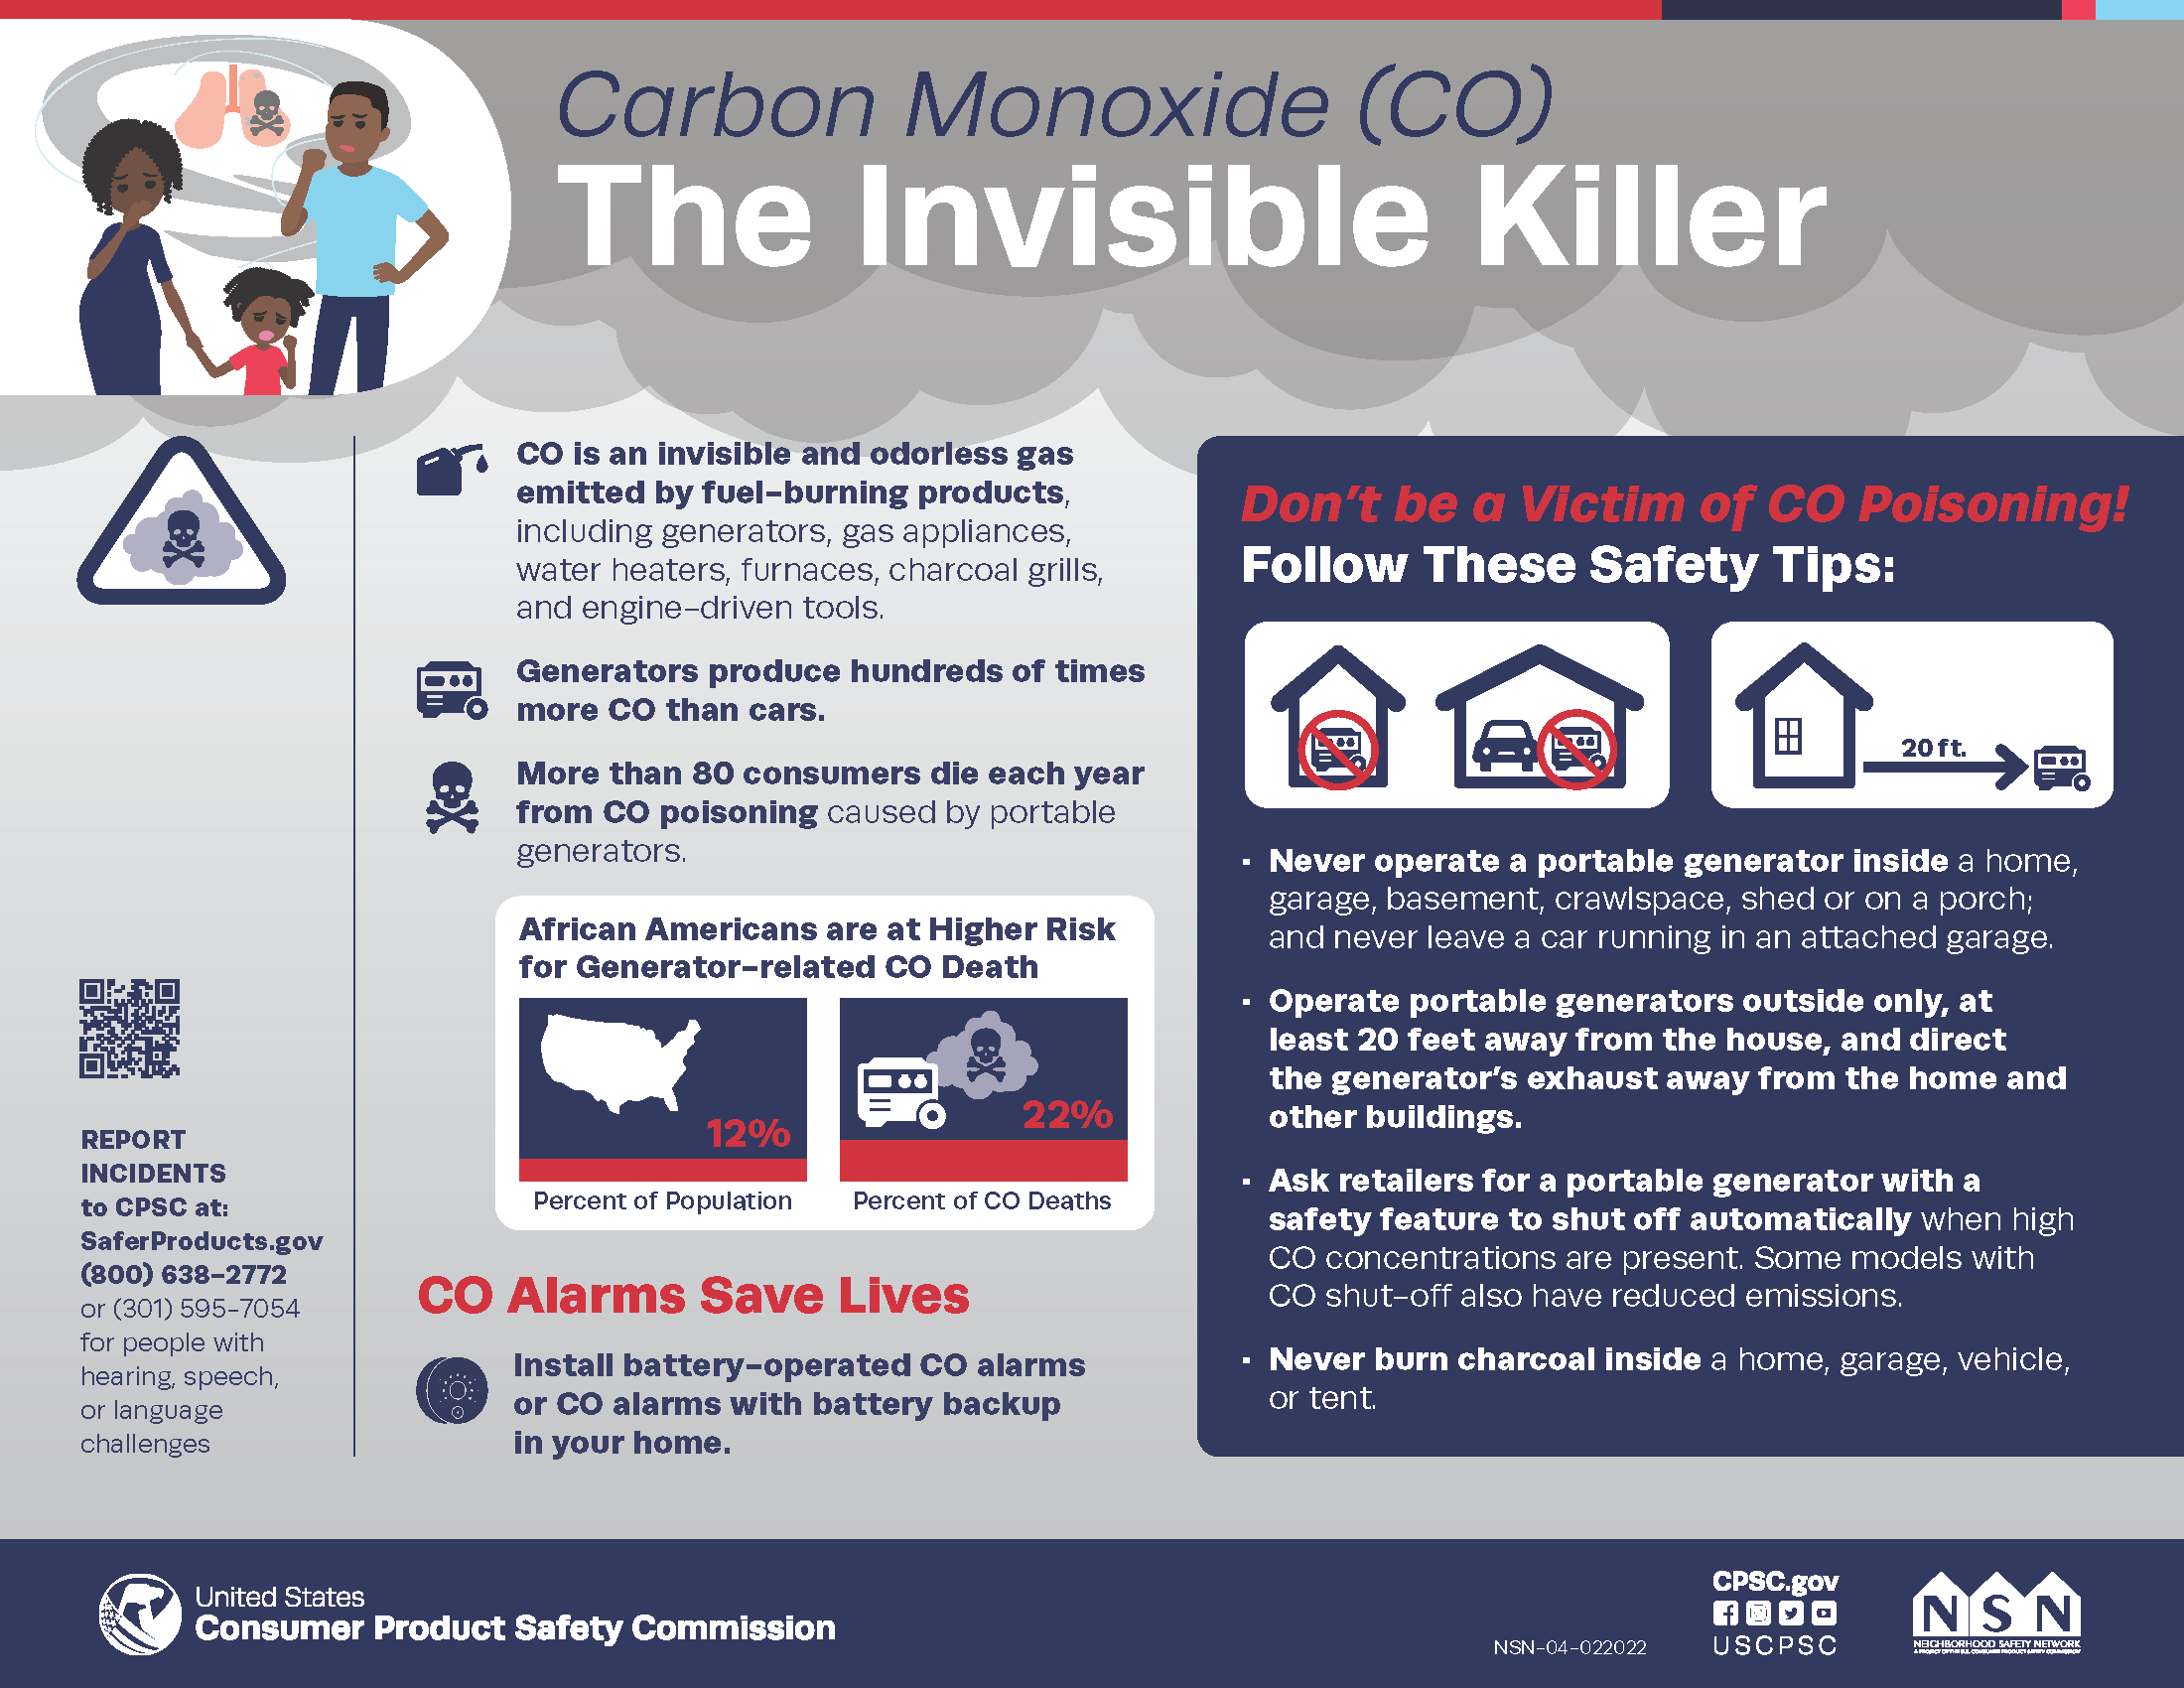 Carbon Monoxide (CO)
The Invisible Killer
CO is an invisible and odorless gas
emitted by fuel-burning products,
including generators, gas appliances,
water heaters, furnaces, charcoal grills,
and engine-driven tools.
Generators produce hundreds of times
more CO than cars.
More than 80 consumers die each year
from CO poisoning caused by portable
generators.
African Americans are at Higher Risk
for Generator-related CO Death
12%
Percent of Population
22%
Percent of CO Deaths
CO Alarms Save Lives
Install battery-operated CO alarms
or CO alarms with battery backup
in your home.
REPORT
INCIDENTS
to CPSC at:
SaferProducts.gov
(800) 638-2772
or (301) 595-7054
for people with
hearing, speech,
or language
challenges
Don't be a Victim of CO Poisoning!
Follow These Safety Tips:
20 ft.
▪ Never operate a portable generator inside a home,
garage, basement, crawlspace, shed or on a porch;
and never leave a car running in an attached garage.
▪ Operate portable generators outside only, at
least 20 feet away from the house, and direct
the generator's exhaust away from the home and
other buildings.
▪ Ask retailers for a portable generator with a
safety feature to shut off automatically when high
CO concentrations are present. Some models with
CO shut-off also have reduced emissions.
▪ Never burn charcoal inside a home, garage, vehicle,
or tent.
United States
Consumer Product Safety Commission
NSN-04-022022
CPSC.gov
USCPSC
NSN
NEIGHBORHOOD SAFETY NETWORK
A PROJECT OF THE U.S. CONSUMER PRODUCT SAFETY COMMISSION